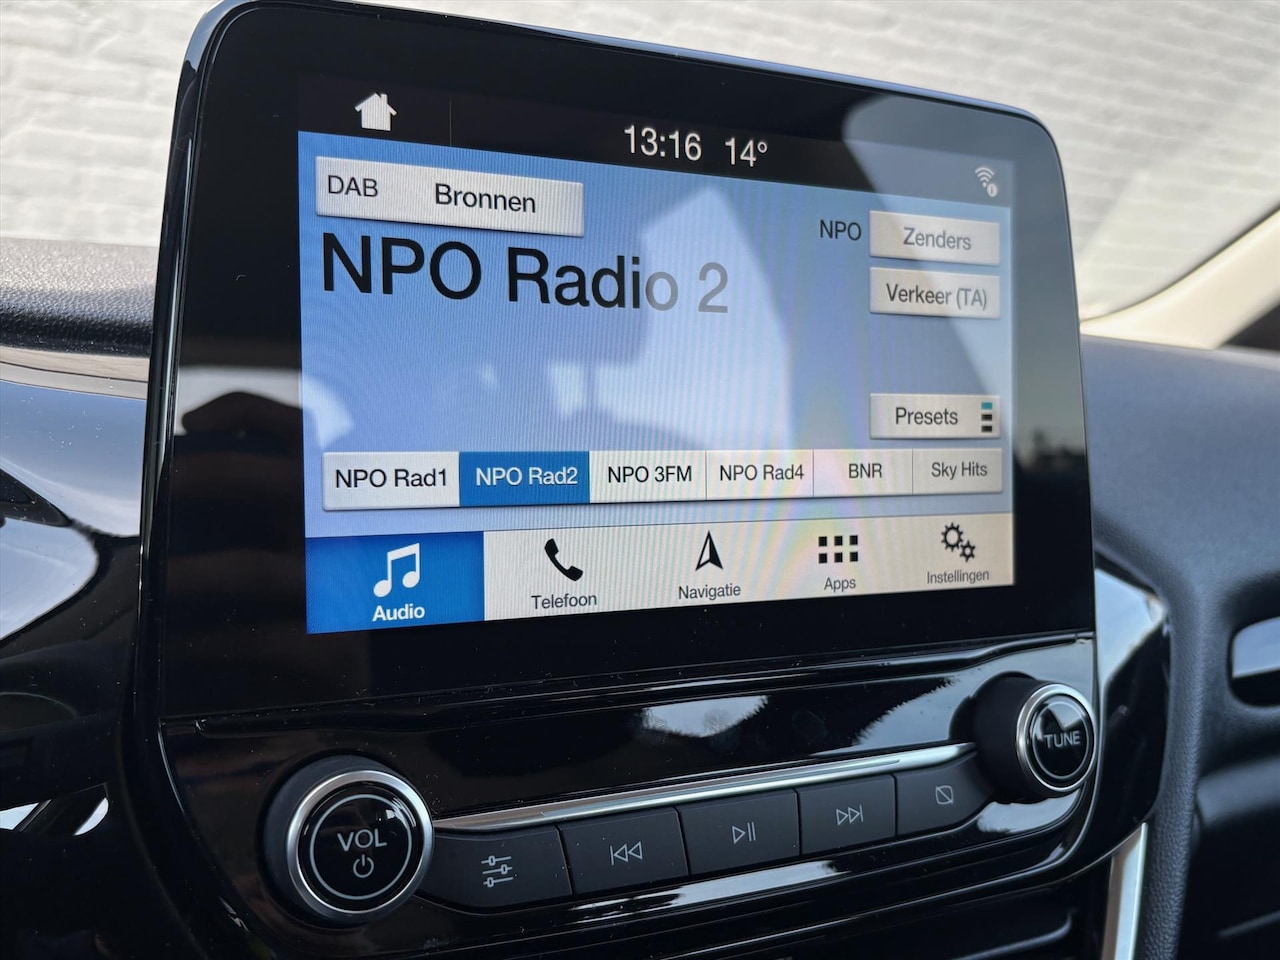 13:16 14°
DAB Bronnen
NPO Zenders
NPO Radio 2
Verkeer (TA)
Presets
NPO Rad1 NPO Rad2 NPO 3FM NPO Rad4 BNR Sky Hits
Audio Telefoon Navigatie Apps Instellingen
TUNE
VOL